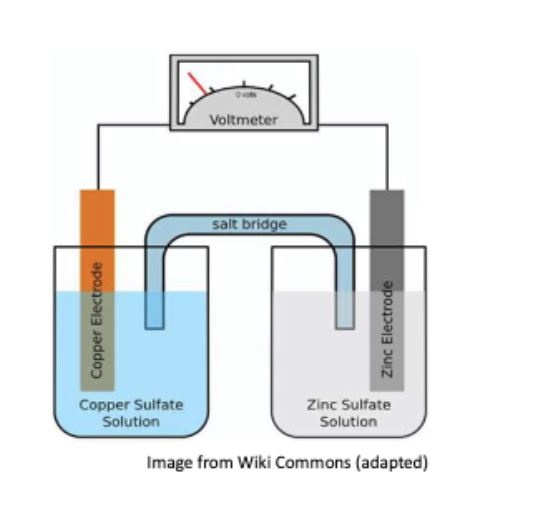 0 volts
Voltmeter
salt bridge
Copper Electrode
Zinc Electrode
Copper Sulfate
Solution
Zinc Sulfate
Solution
Image from Wiki Commons (adapted)